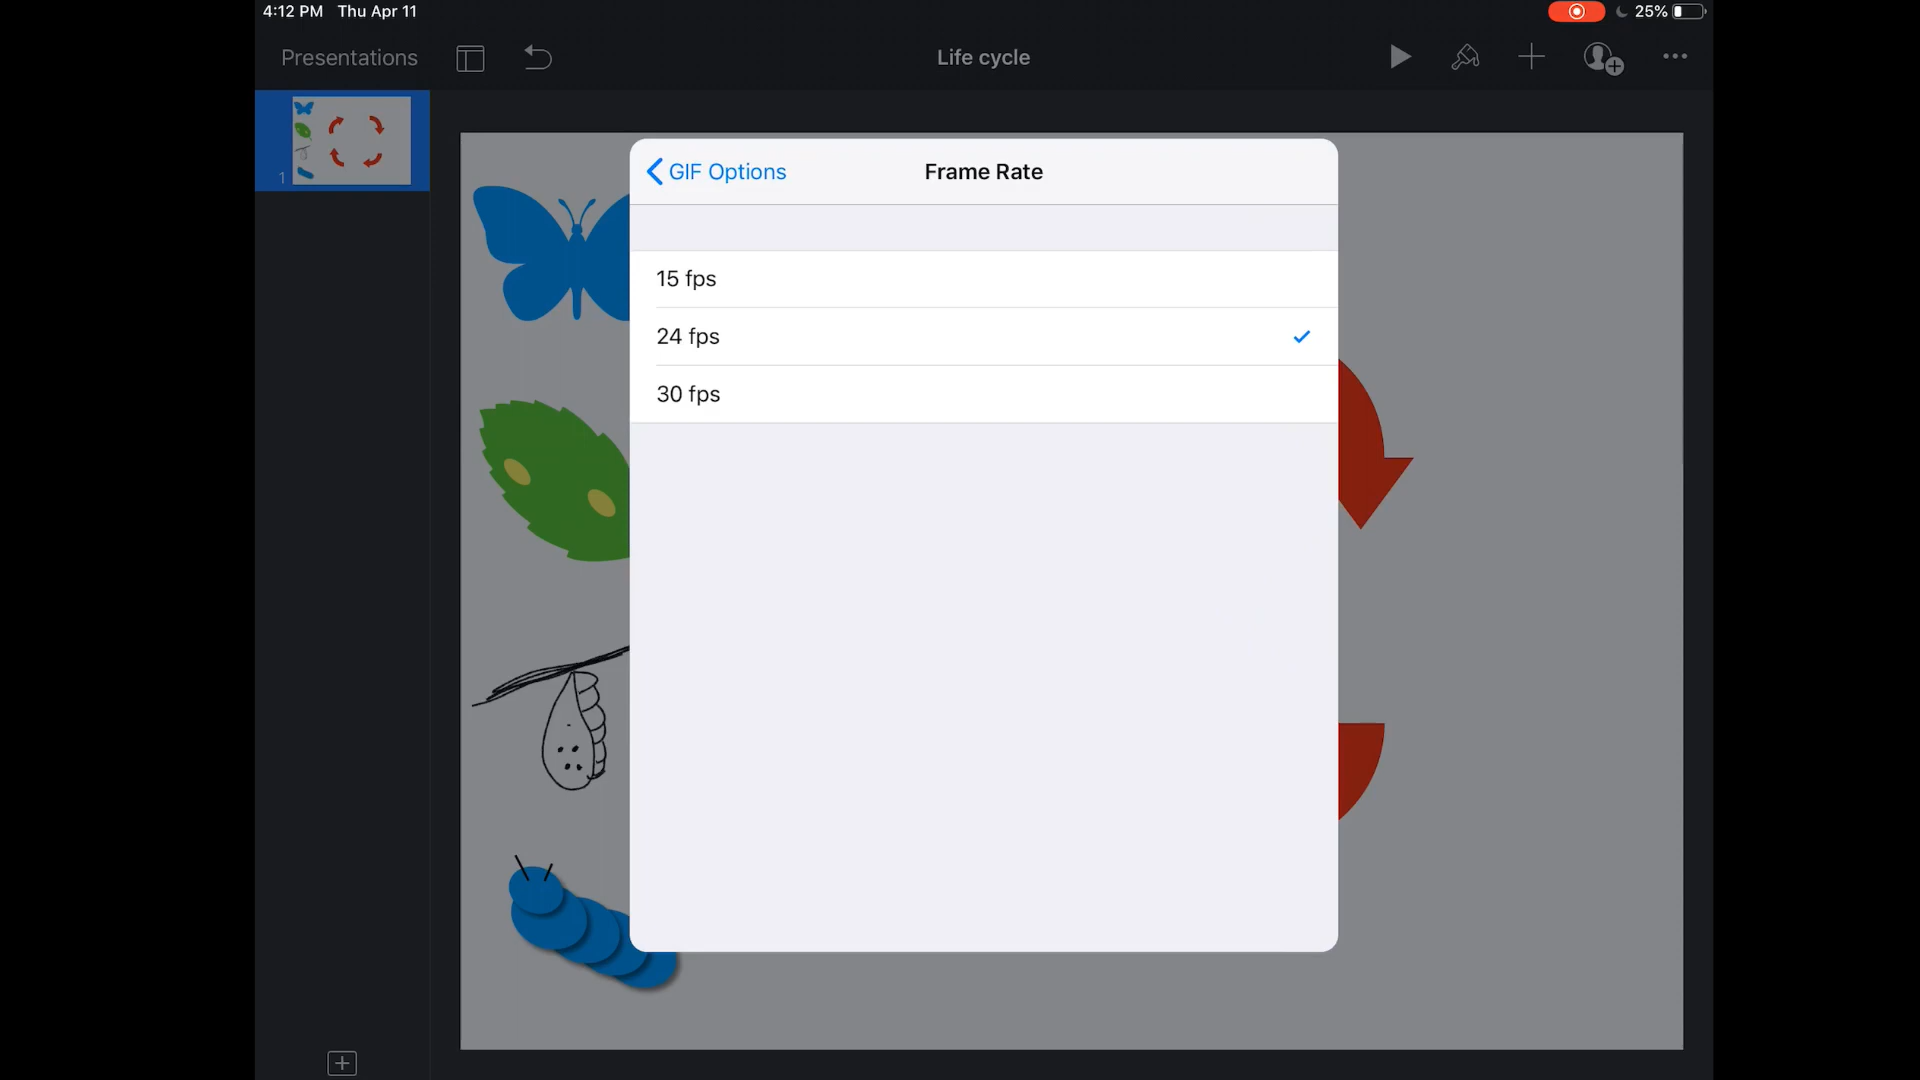 4:12 PM Thu Apr 11
25%
Presentations
Life cycle
1
GIF Options
Frame Rate
15 fps
24 fps
30 fps